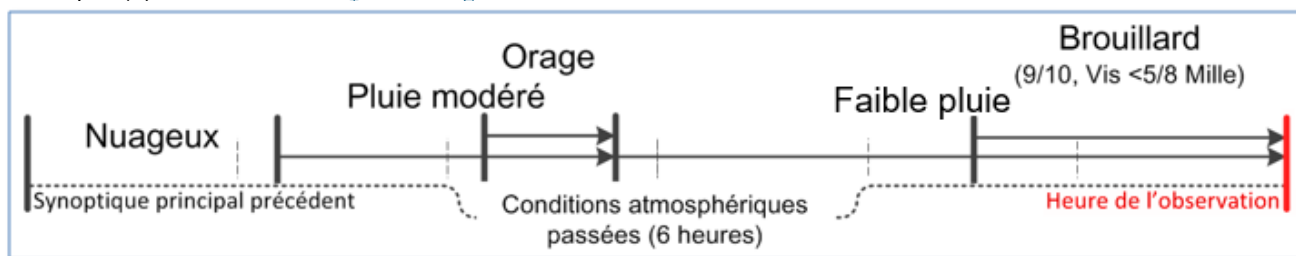 Orage
Brouillard
(9/10, Vis <5/8 Mille)
Pluie modéré
Faible pluie
Nuageux
Synoptique principal précédent
Conditions atmosphériques
passées (6 heures)
Heure de l'observation